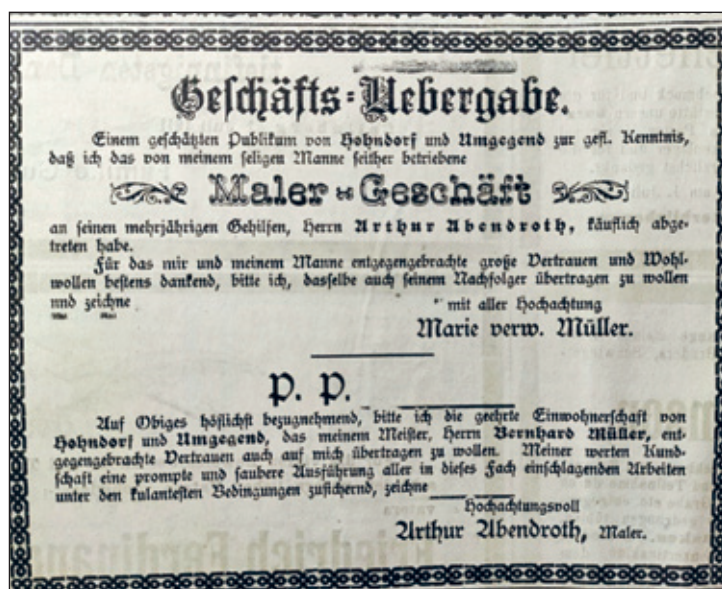 Geschäfts=Uebergabe.
Einem geschätzten Publikum von Hohndorf und Umgegend zur gefl. Kenntnis,
daß ich das von meinem seligen Manne seither betriebene
Maler-Geschäft
an seinen mehrjährigen Gehilfen, Herrn Arthur Abendroth, käuflich abge-
treten habe.
Für das mir und meinem Manne entgegengebrachte große Vertrauen und Wohl-
wollen bestens dankend, bitte ich, dasselbe auch seinem Nachfolger übertragen zu wollen
und zeichne
mit aller Hochachtung
Marie verw. Müller.
P. P.
Auf Obiges höflichst bezugnehmend, bitte ich die geehrte Einwohnerschaft von
Hohndorf und Umgegend, das meinem Meister, Herrn Bernhard Müller, ent-
gegengebrachte Vertrauen auch auf mich übertragen zu wollen. Meiner werten Kund-
schaft eine prompte und saubere Ausführung aller in dieses Fach einschlagenden Arbeiten
unter den kulantesten Bedingungen zusichernd, zeichne
Hochachtungsvoll
Arthur Abendroth, Maler.